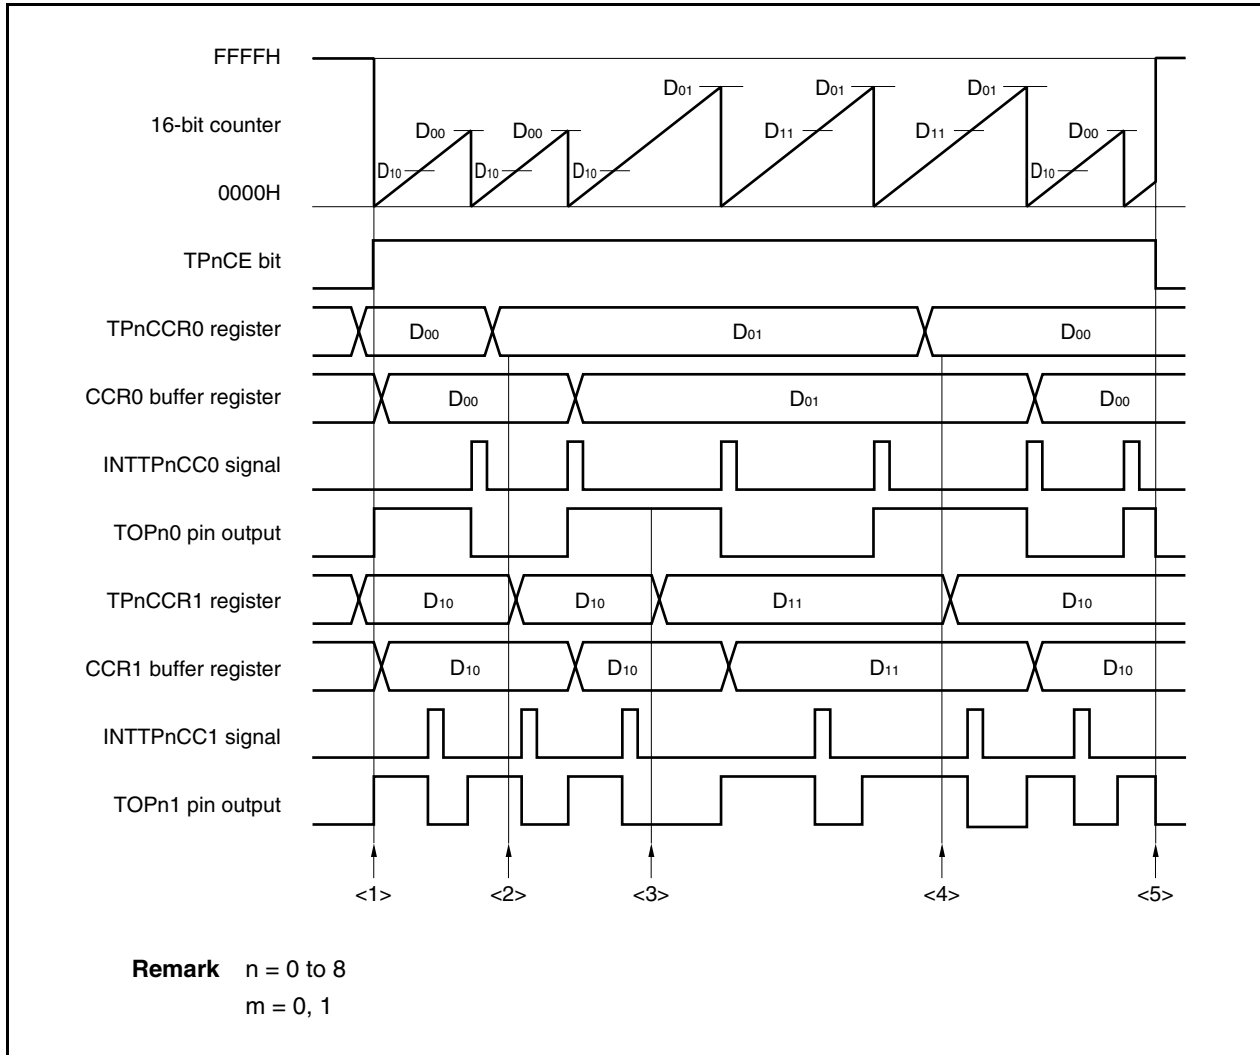 FFFFH
16-bit counter
0000H
D01 D01 D01
D00 D00 D11 D11 D00
D10 D10 D10 D10
TPnCE bit
TPnCCR0 register D00 D01 D00
CCR0 buffer register D00 D01 D00
INTTPnCC0 signal
TOPn0 pin output
TPnCCR1 register D10 D10 D11 D10
CCR1 buffer register D10 D10 D11 D10
INTTPnCC1 signal
TOPn1 pin output
<1> <2> <3> <4> <5>
Remark n = 0 to 8
m = 0, 1